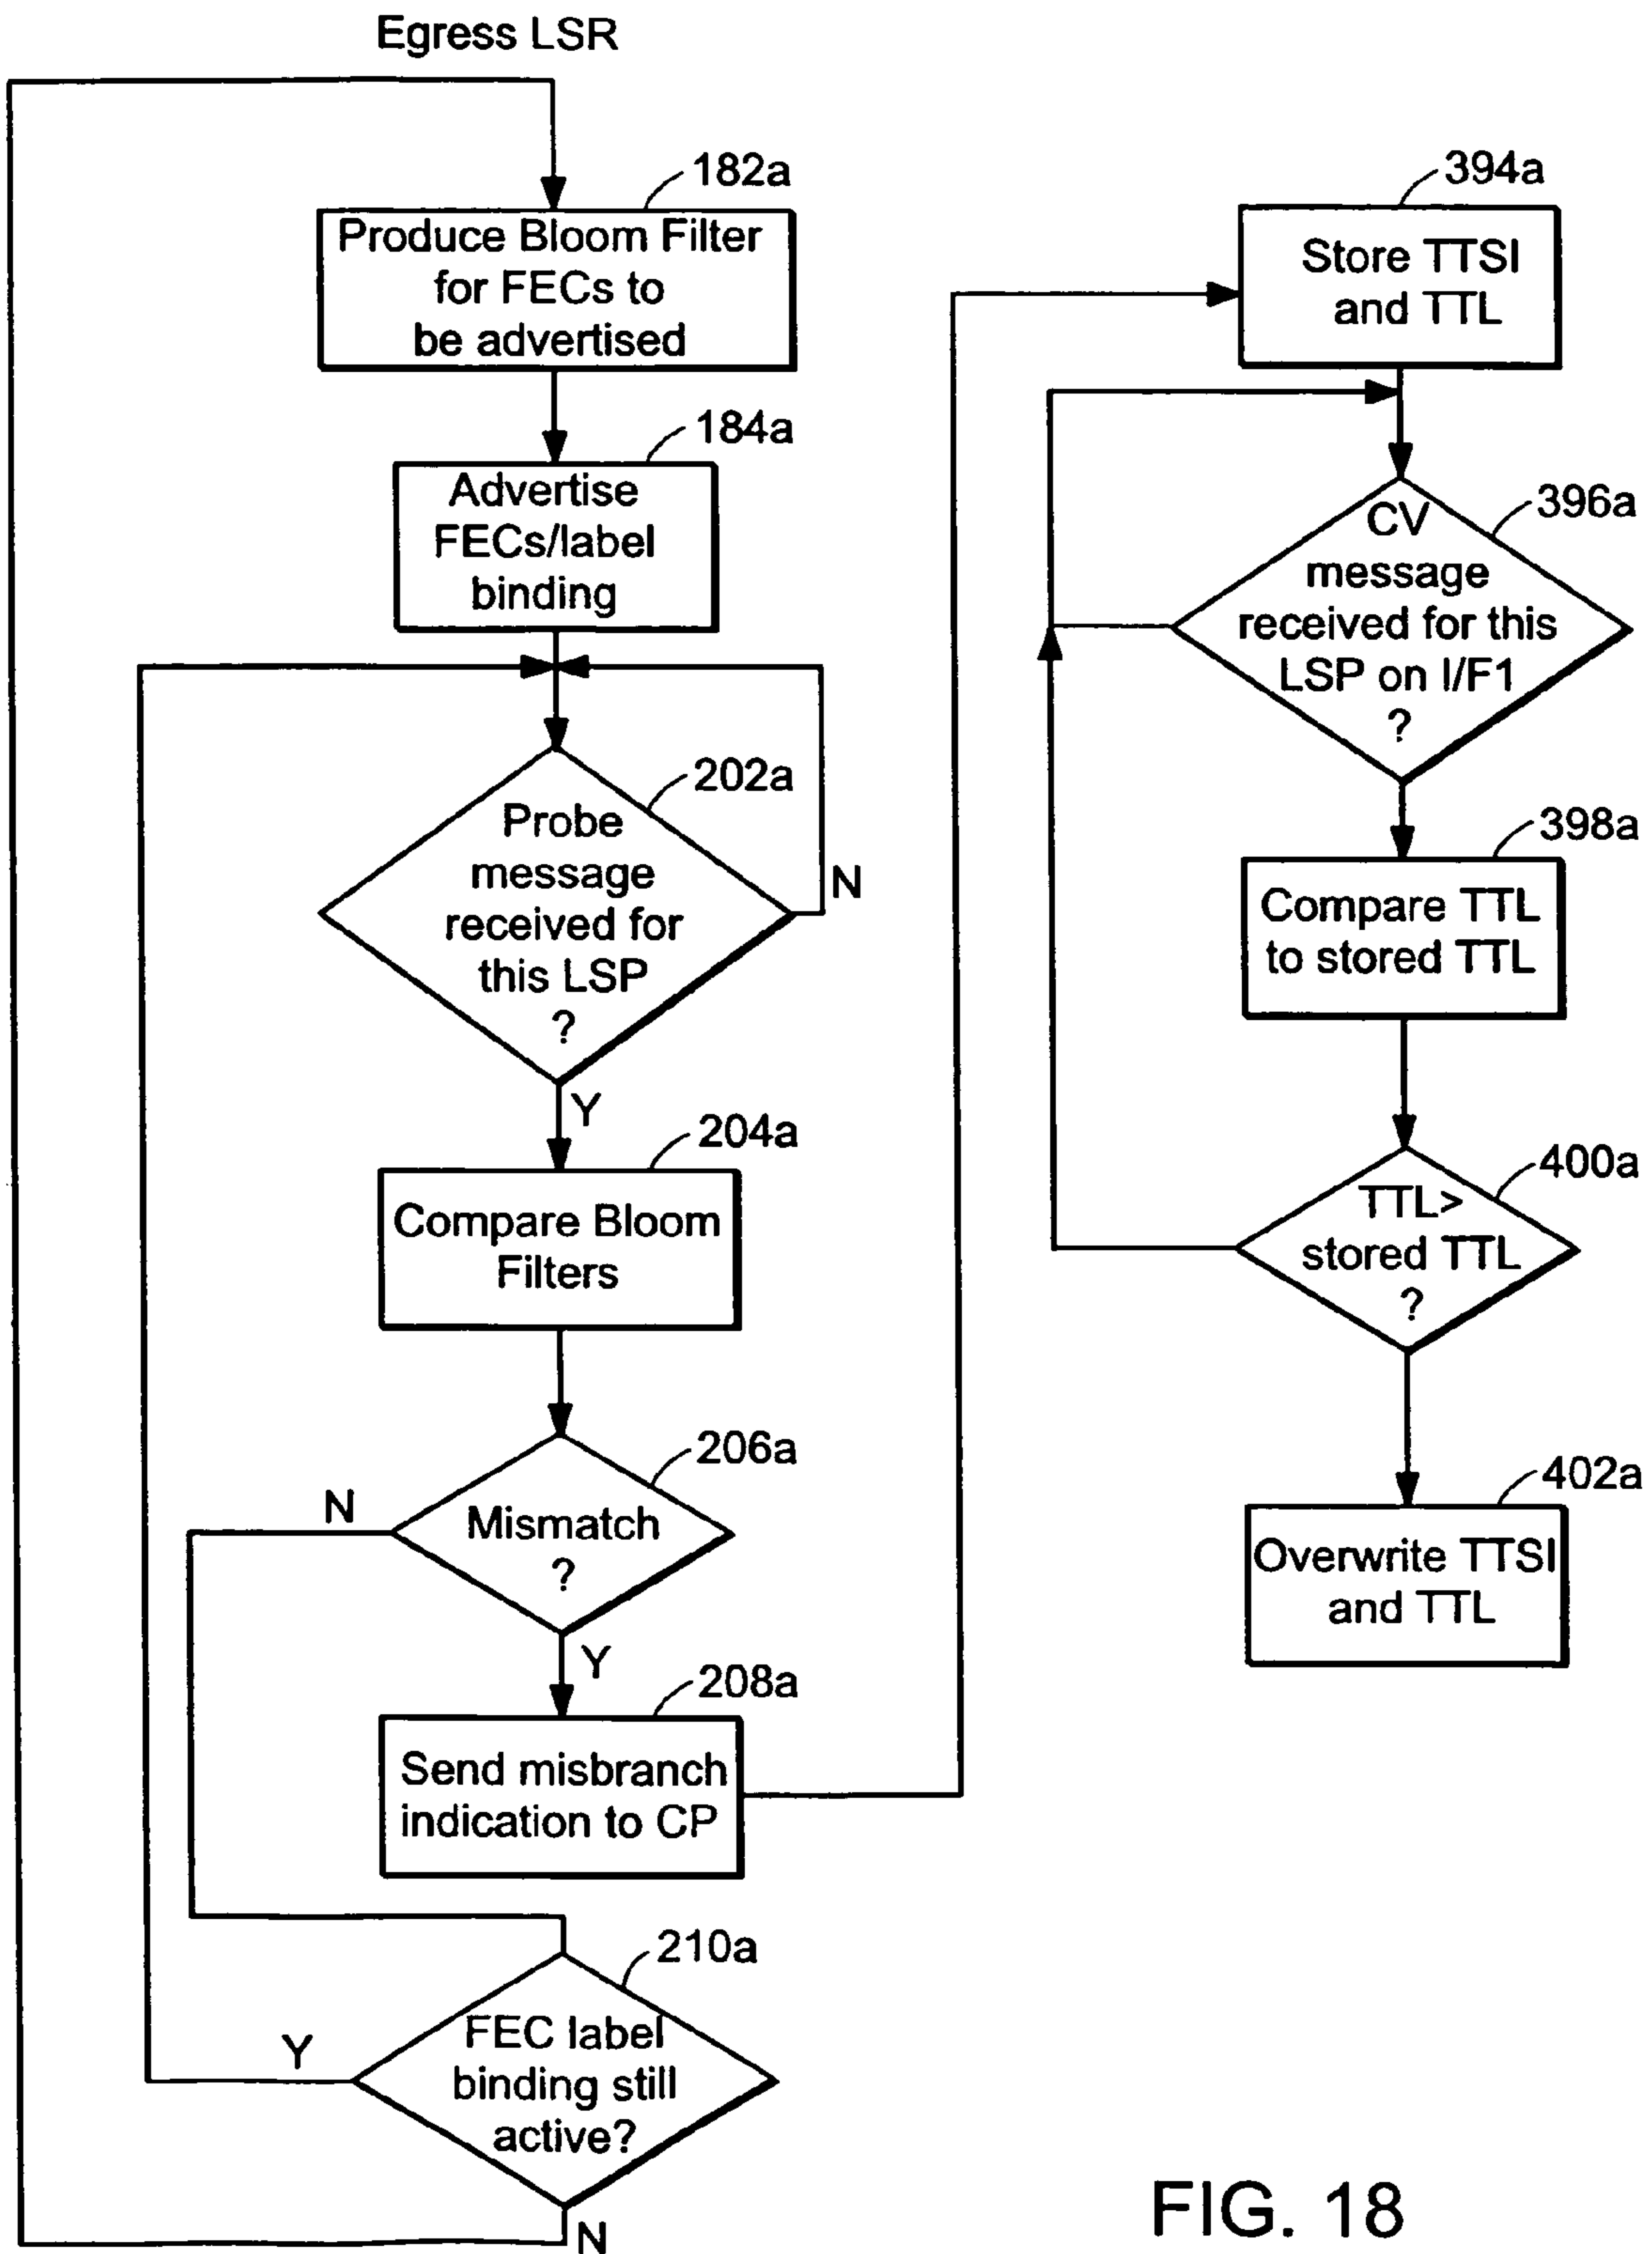 Egress LSR
182a
Produce Bloom Filter
for FECs to
be advertised
184a
Advertise
FECs/label
binding
202a
Probe
message
received for
this LSP
?
N
Y
204a
Compare Bloom
Filters
206a
N
Mismatch
?
Y
208a
Send misbranch
indication to CP
210a
Y
FEC label
binding still
active?
N
394a
Store TTSI
and TTL
396a
CV
message
received for this
LSP on I/F1
?
398a
Compare TTL
to stored TTL
400a
TTL>
stored TTL
?
402a
Overwrite TTSI
and TTL
FIG. 18